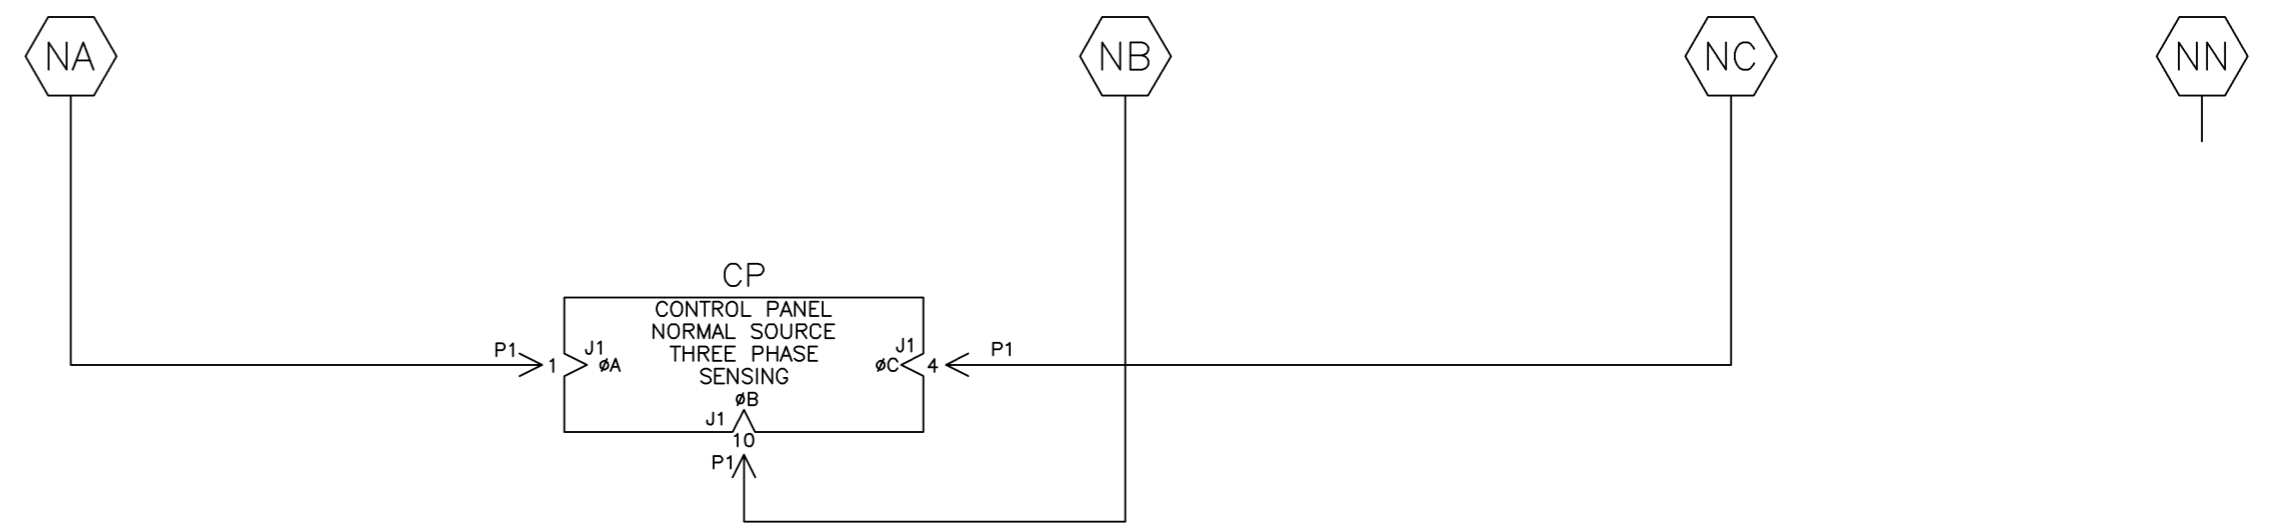 NA
NB
NC
NN
CP
CONTROL PANEL
NORMAL SOURCE
THREE PHASE
SENSING
P1
1
J1
øA
J1
øC
4
P1
øB
J1
10
P1